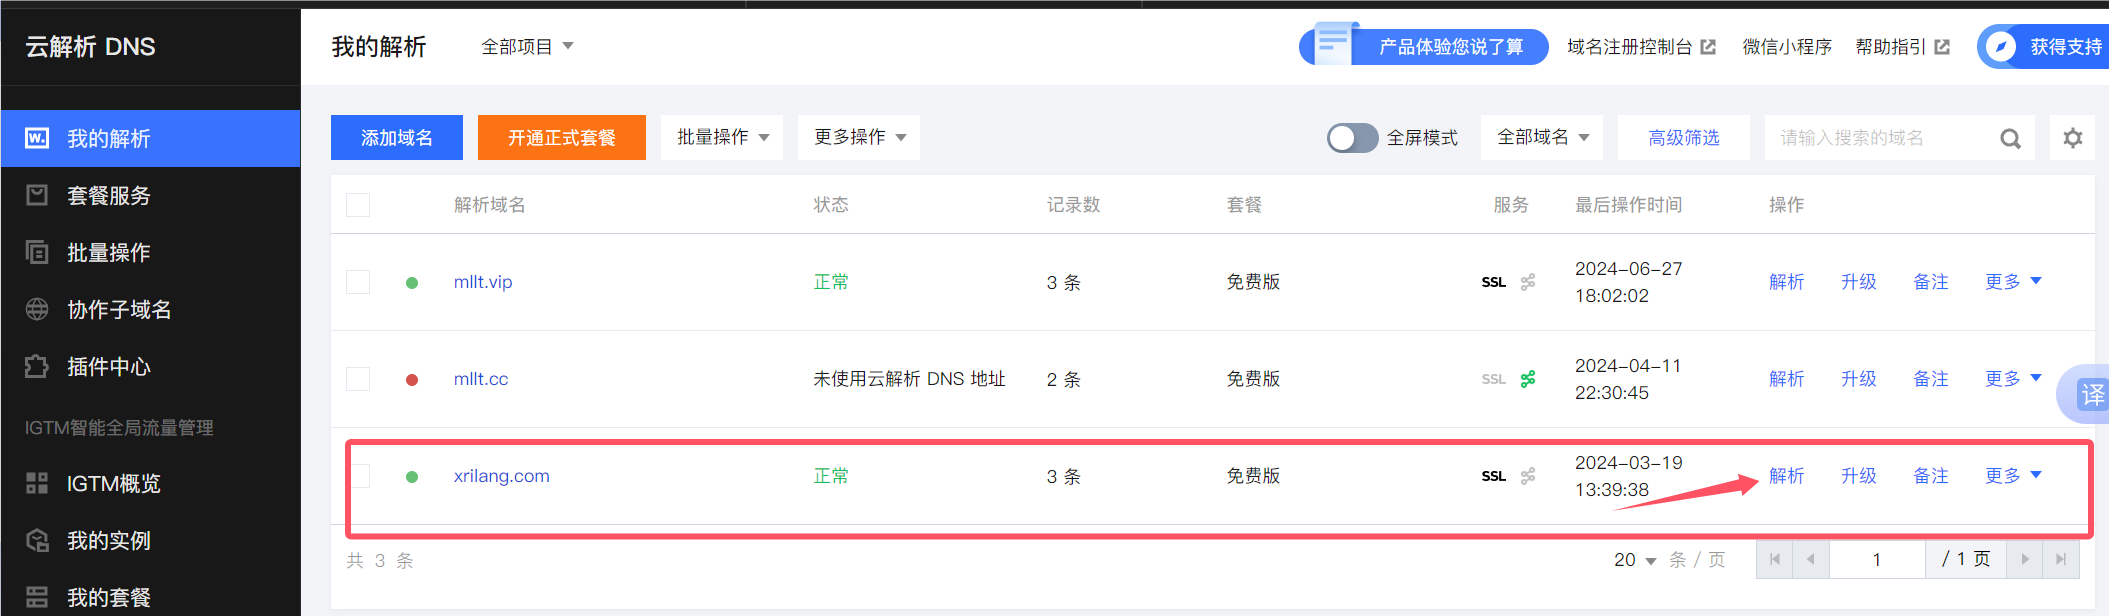 云解析 DNS
我的解析
全部项目
产品体验您说了算
域名注册控制台
微信小程序
帮助指引
获得支持
我的解析
套餐服务
批量操作
协作子域名
插件中心
IGTM智能全局流量管理
IGTM概览
我的实例
我的套餐
添加域名
开通正式套餐
批量操作
更多操作
全屏模式
全部域名
高级筛选
请输入搜索的域名
解析域名 状态 记录数 套餐 服务 最后操作时间 操作
mllt.vip 正常 3 条 免费版 SSL 2024-06-27 18:02:02 解析 升级 备注 更多
mllt.cc 未使用云解析 DNS 地址 2 条 免费版 SSL 2024-04-11 22:30:45 解析 升级 备注 更多
xrilang.com 正常 3 条 免费版 SSL 2024-03-19 13:39:38 解析 升级 备注 更多
共 3 条
20 条 / 页
1 / 1 页
译